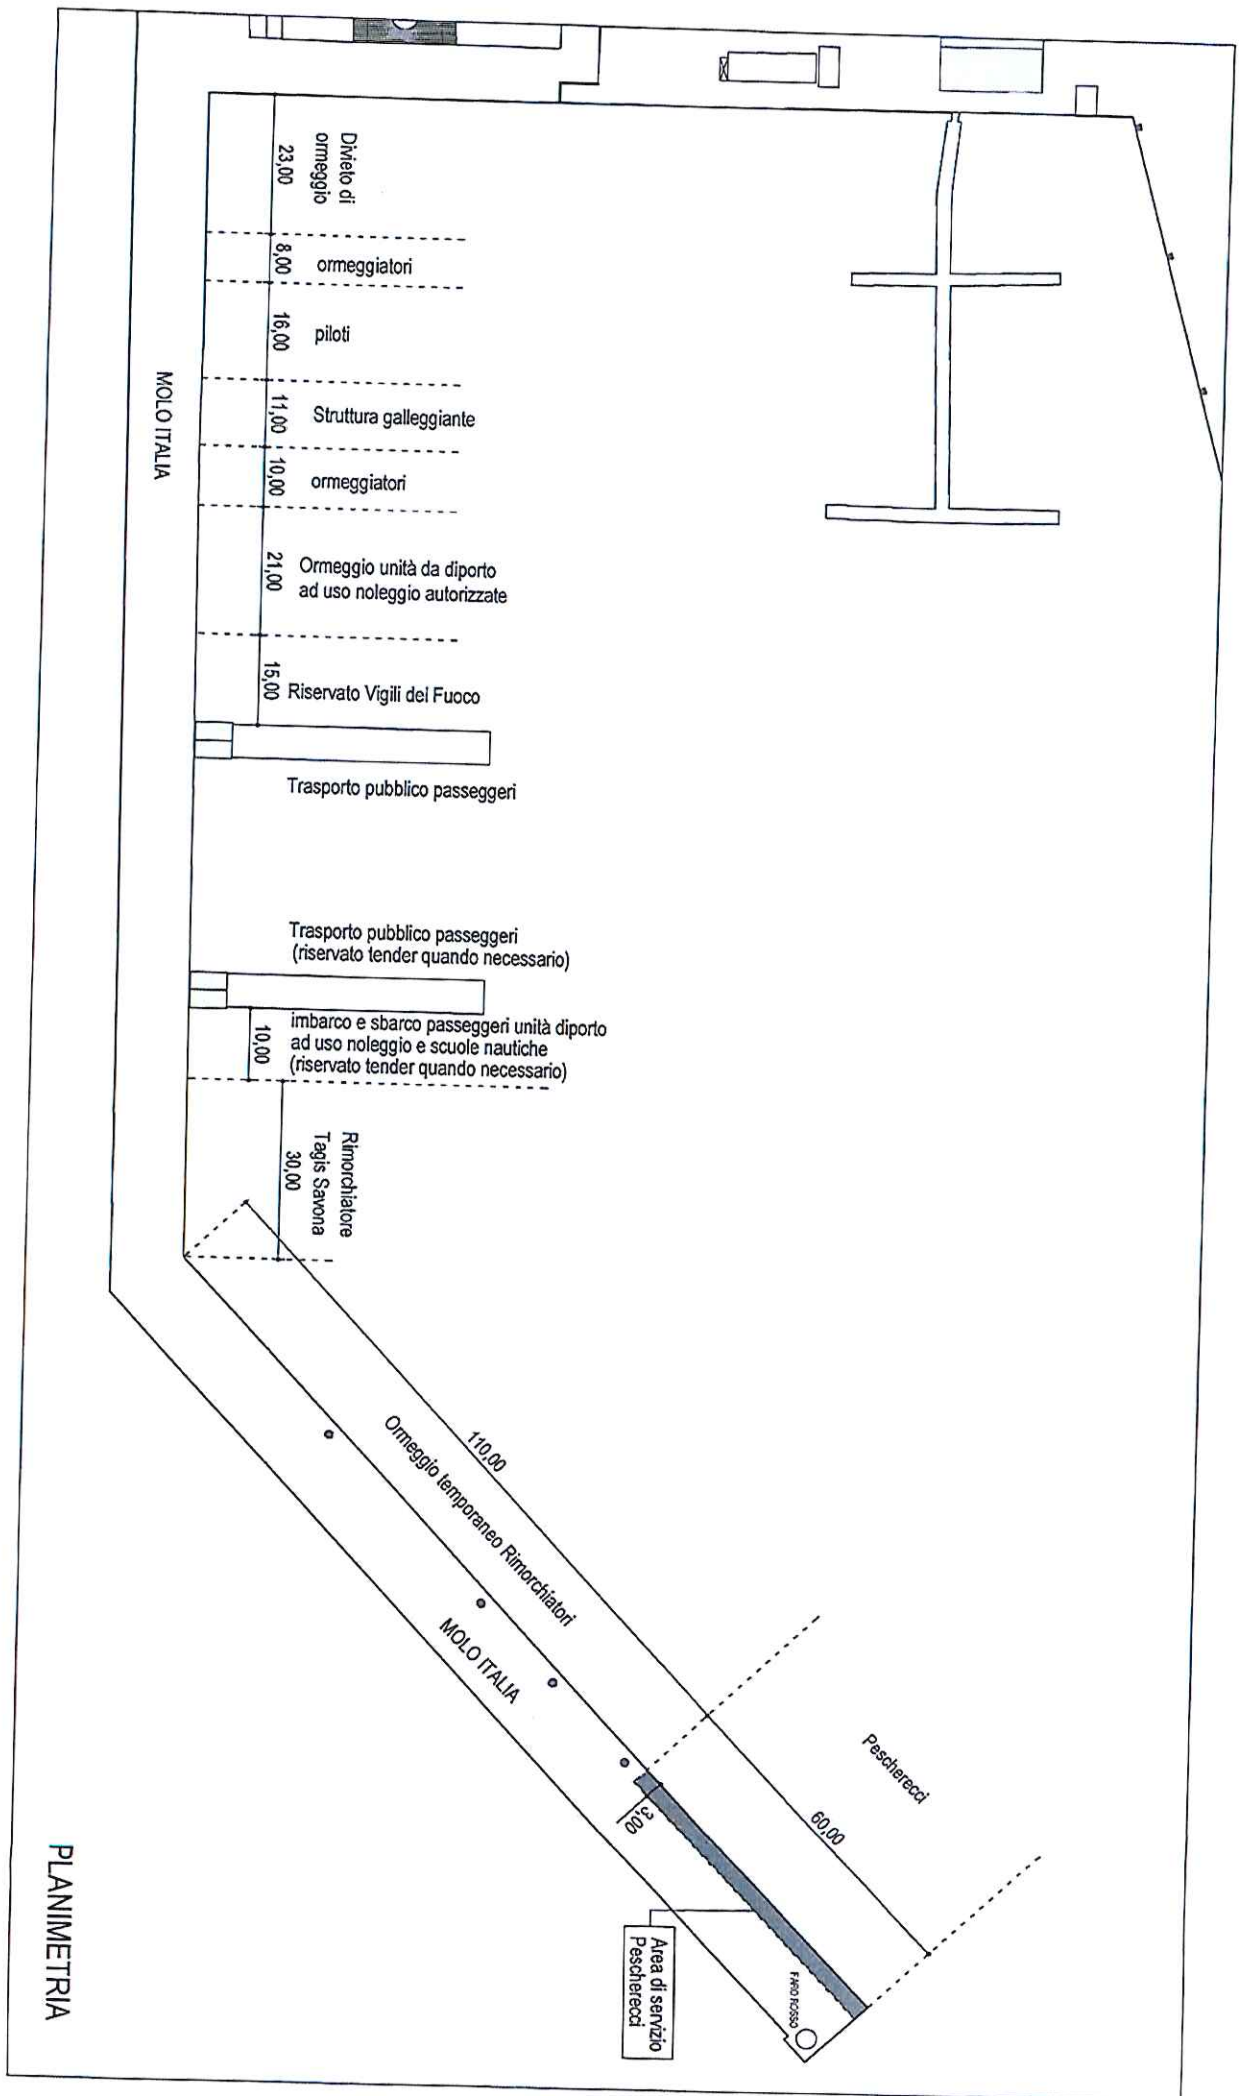 Divieto di
ormeggio
23,00
8,00
ormeggiatori
16,00
piloti
11,00
Struttura galleggiante
10,00
ormeggiatori
21,00
Ormeggio unità da diporto
ad uso noleggio autorizzate
15,00
Riservato Vigili del Fuoco
MOLO ITALIA
Trasporto pubblico passeggeri
Trasporto pubblico passeggeri
(riservato tender quando necessario)
10,00
imbarco e sbarco passeggeri unità diporto
ad uso noleggio e scuole nautiche
(riservato tender quando necessario)
Rimorchiatore
Tagis Savona
30,00
110,00
Ormeggio temporaneo Rimorchiatori
MOLO ITALIA
Pescherecci
60,00
3,00
Area di servizio
Pescherecci
FARO ROSSO
PLANIMETRIA